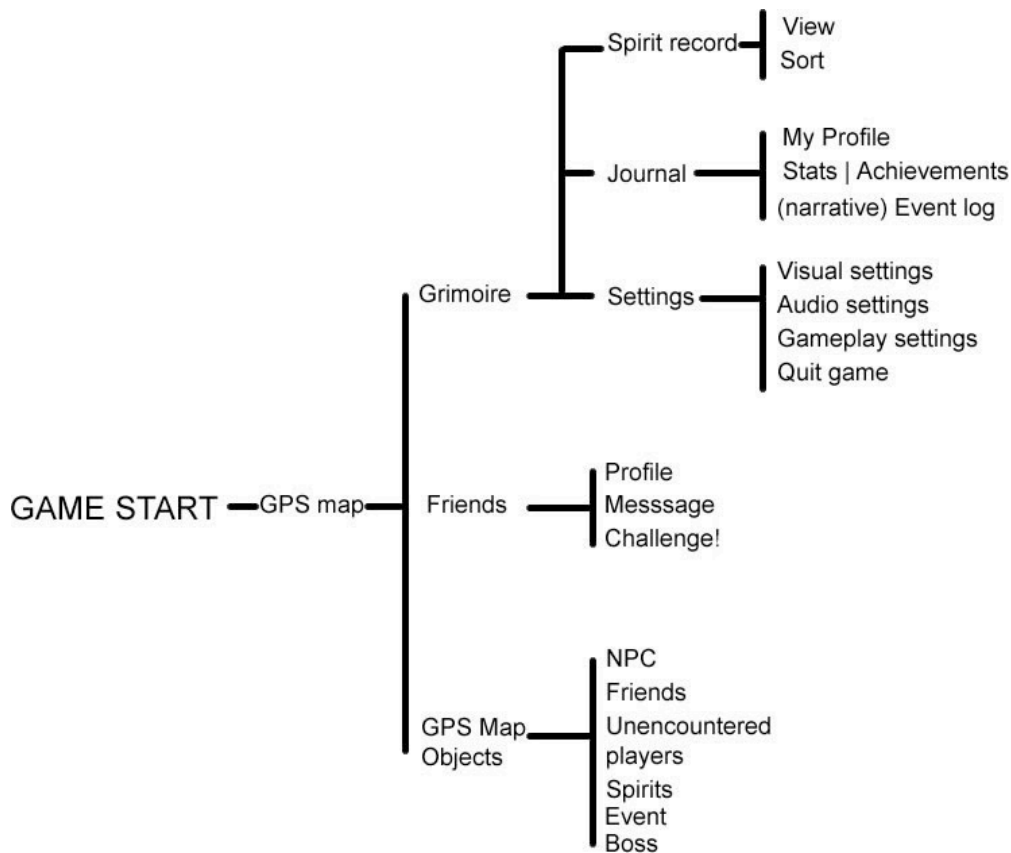 GAME START
GPS map
Grimoire
Spirit record
View
Sort
Journal
My Profile
Stats | Achievements
(narrative) Event log
Settings
Visual settings
Audio settings
Gameplay settings
Quit game
Friends
Profile
Messsage
Challenge!
GPS Map
Objects
NPC
Friends
Unencountered
players
Spirits
Event
Boss